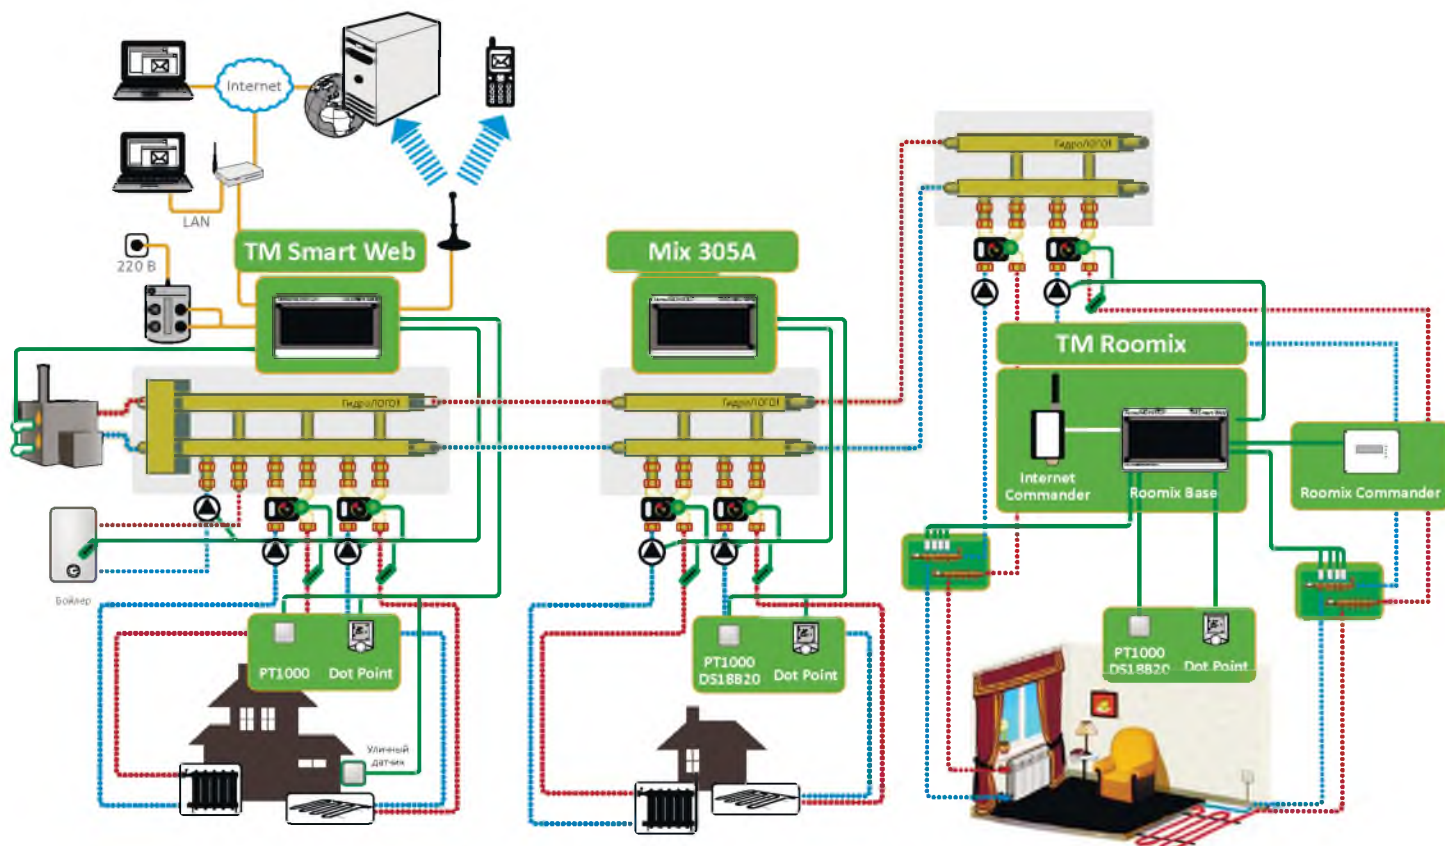 Internet
LAN
220 В
TM Smart Web
Mix 305A
ГидроЛОГО!
TM Roomix
ГидроЛОГО!
ГидроЛОГО!
Internet
Commander
Roomix Base
Roomix Commander
Бойлер
PT1000
Dot Point
PT1000
DS18B20
Dot Point
PT1000
DS18B20
Dot Point
Уличный
датчик